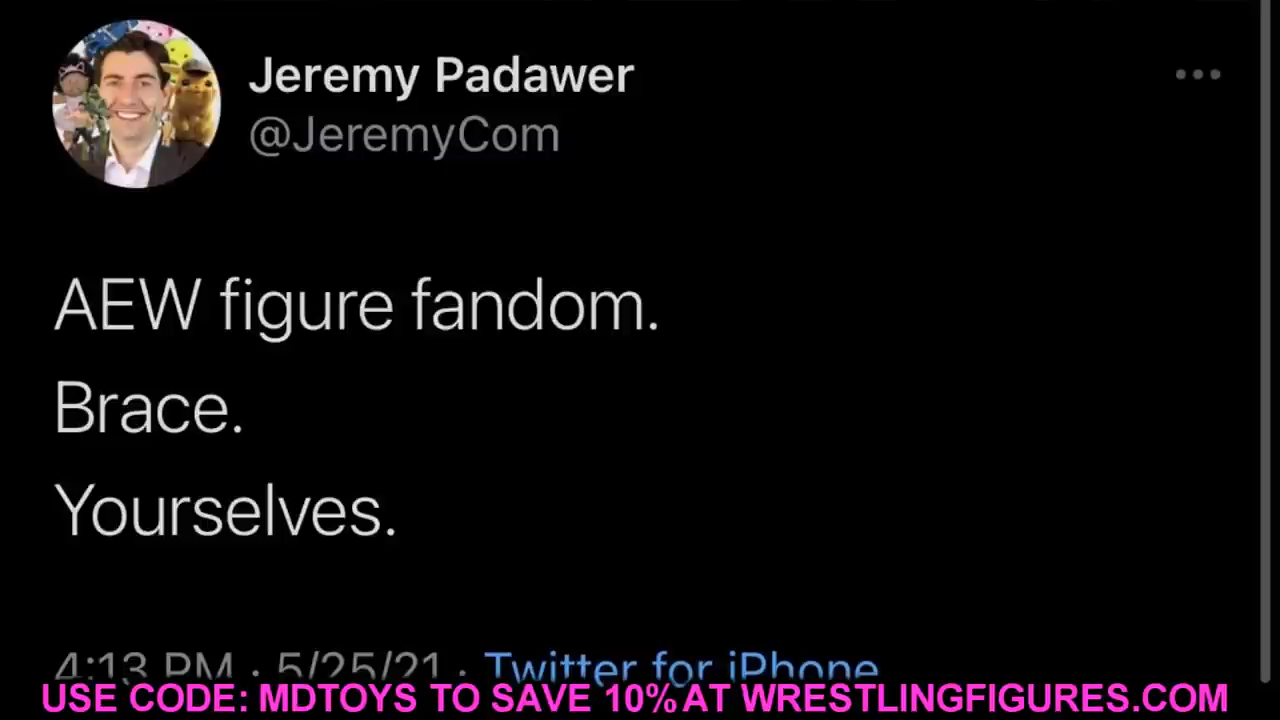 Jeremy Padawer
@JeremyCom
AEW figure fandom.
Brace.
Yourselves.
4:13 PM · 5/25/21 · Twitter for iPhone
USE CODE: MDTOYS TO SAVE 10% AT WRESTLINGFIGURES.COM